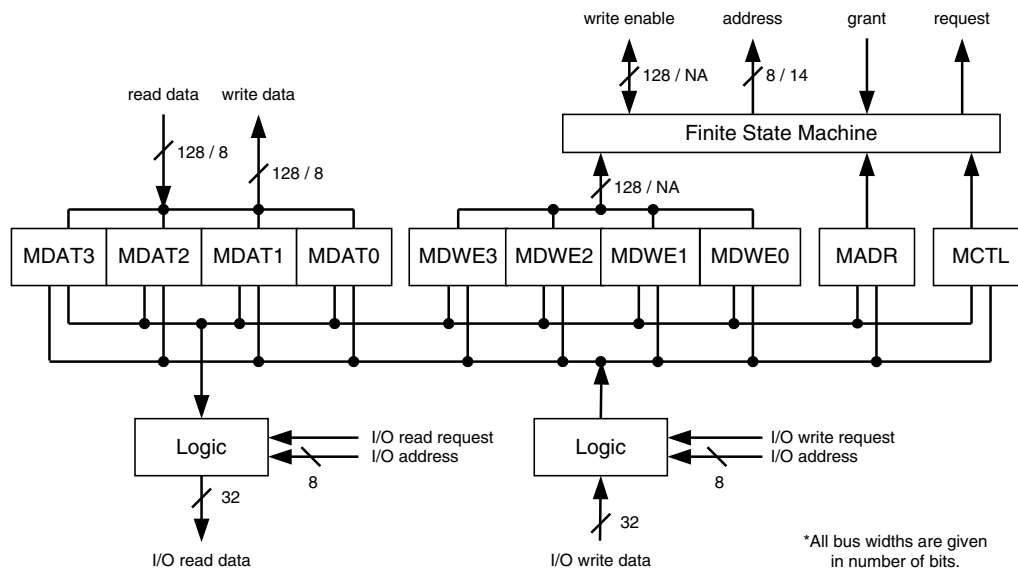 write enable
address
grant
request
128 / NA
8 / 14
read data
write data
Finite State Machine
128 / 8
128 / 8
128 / NA
MDAT3
MDAT2
MDAT1
MDAT0
MDWE3
MDWE2
MDWE1
MDWE0
MADR
MCTL
Logic
I/O read request
I/O address
8
32
I/O read data
Logic
I/O write request
I/O address
8
32
I/O write data
*All bus widths are given
in number of bits.